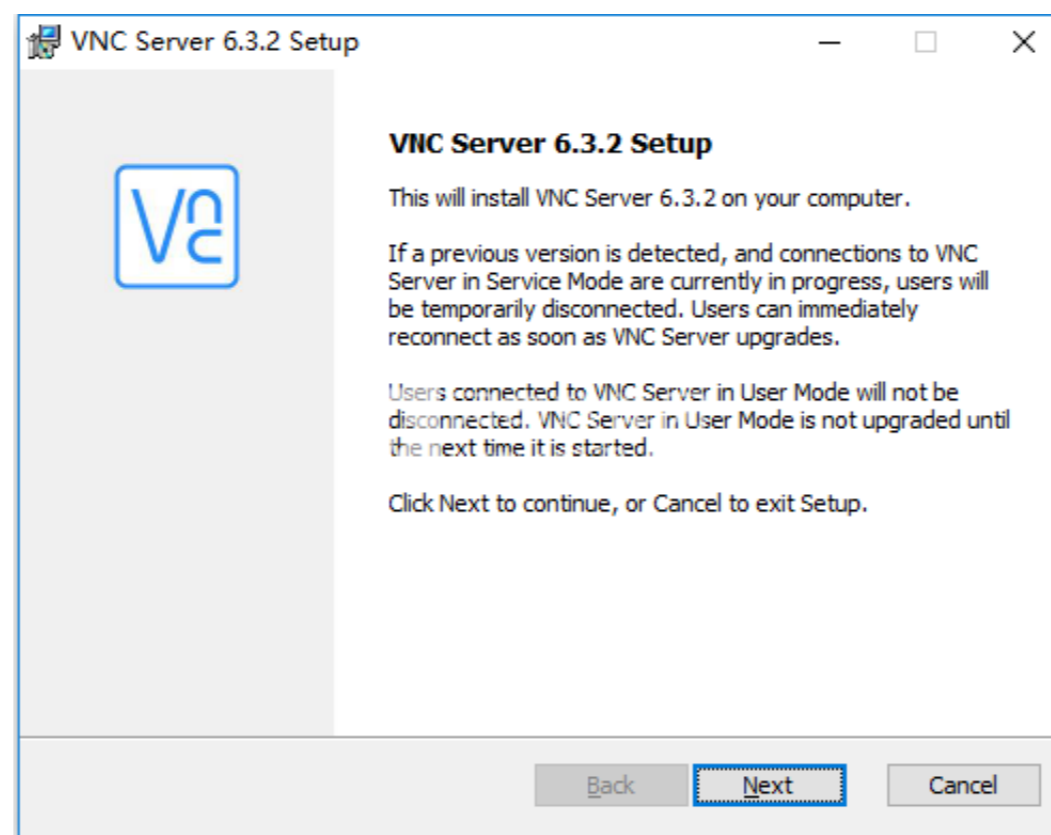 VNC Server 6.3.2 Setup
VNC Server 6.3.2 Setup
This will install VNC Server 6.3.2 on your computer.
If a previous version is detected, and connections to VNC
Server in Service Mode are currently in progress, users will
be temporarily disconnected. Users can immediately
reconnect as soon as VNC Server upgrades.
Users connected to VNC Server in User Mode will not be
disconnected. VNC Server in User Mode is not upgraded until
the next time it is started.
Click Next to continue, or Cancel to exit Setup.
Back Next Cancel
VNC